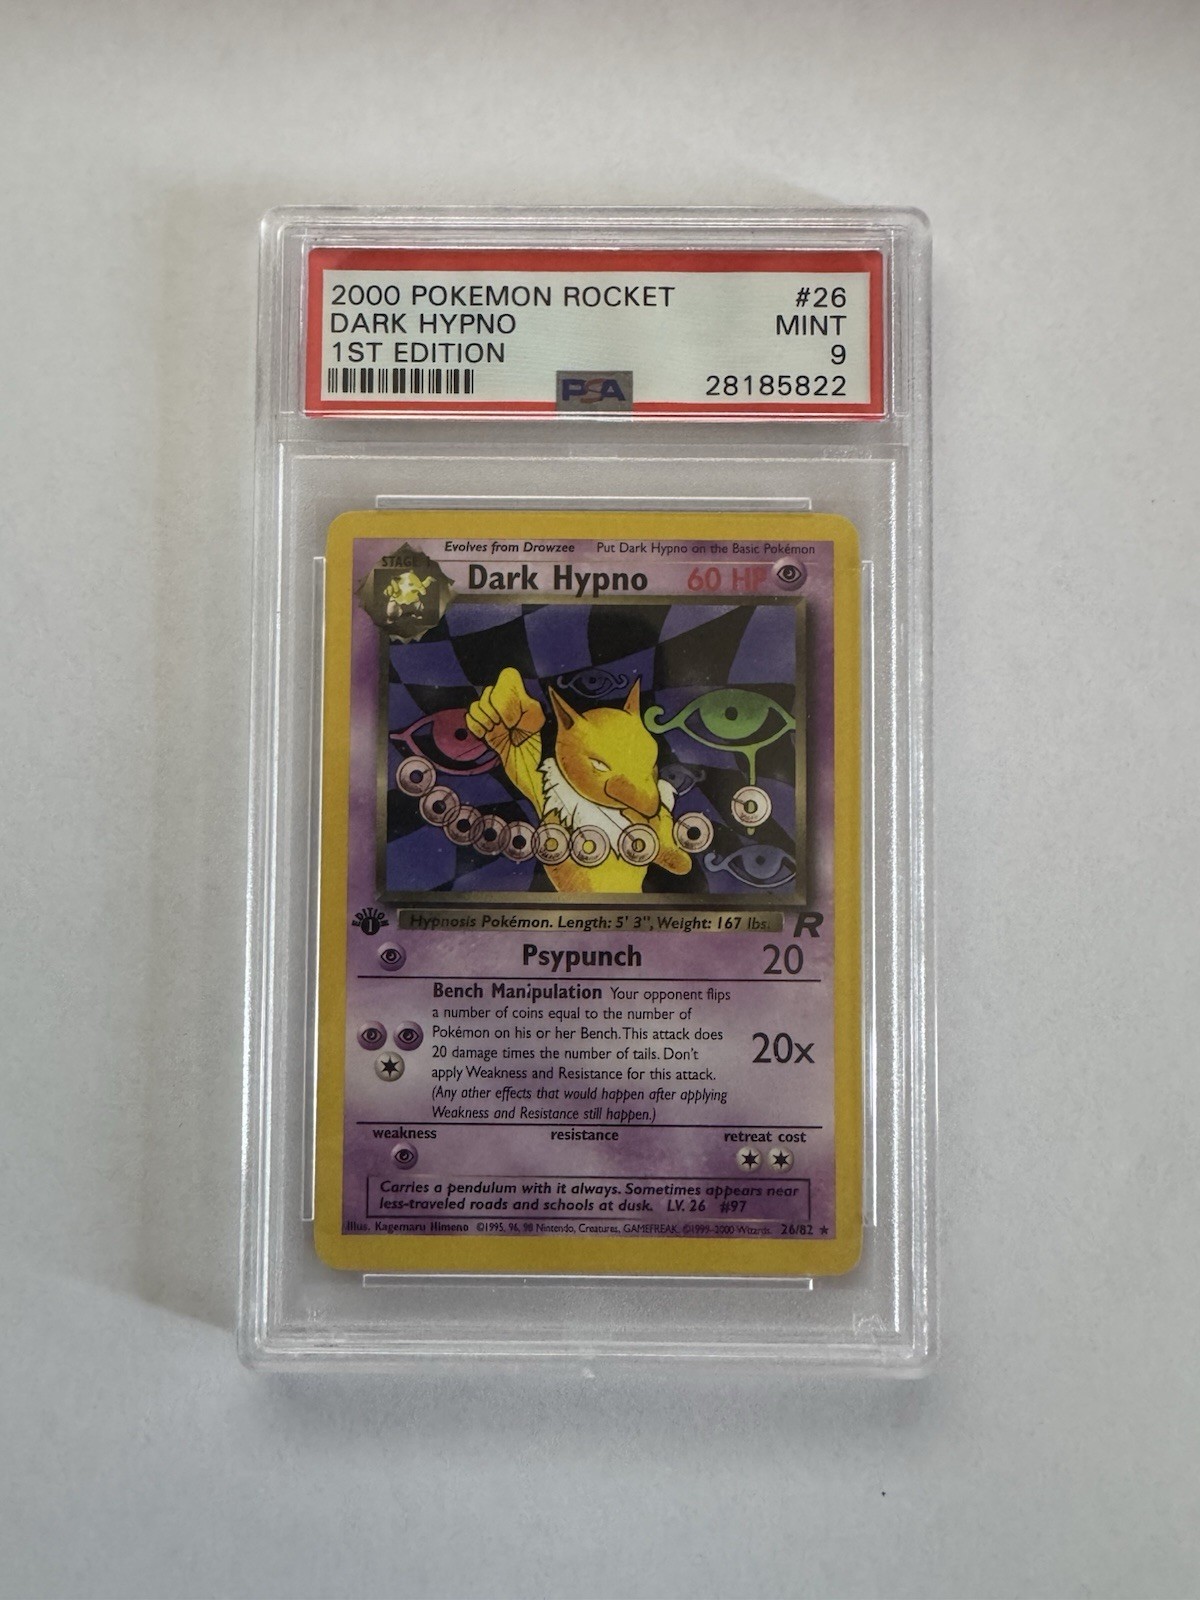 2000 POKEMON ROCKET #26
DARK HYPNO MINT
1ST EDITION 9
PSA 28185822
Evolves from Drowzee Put Dark Hypno on the Basic Pokémon
STAGE 1
Dark Hypno 60 HP
EDITION 1
Hypnosis Pokémon. Length: 5' 3", Weight: 167 lbs. R
Psypunch 20
Bench Manipulation Your opponent flips
a number of coins equal to the number of
Pokémon on his or her Bench. This attack does
20 damage times the number of tails. Don't
apply Weakness and Resistance for this attack.
(Any other effects that would happen after applying
Weakness and Resistance still happen.)
20x
weakness resistance retreat cost
Carries a pendulum with it always. Sometimes appears near
less-traveled roads and schools at dusk. LV. 26 #97
Illus. Kagemaru Himeno ©1995, 96, 98 Nintendo, Creatures, GAMEFREAK. ©1999-2000 Wizards. 26/82 ★